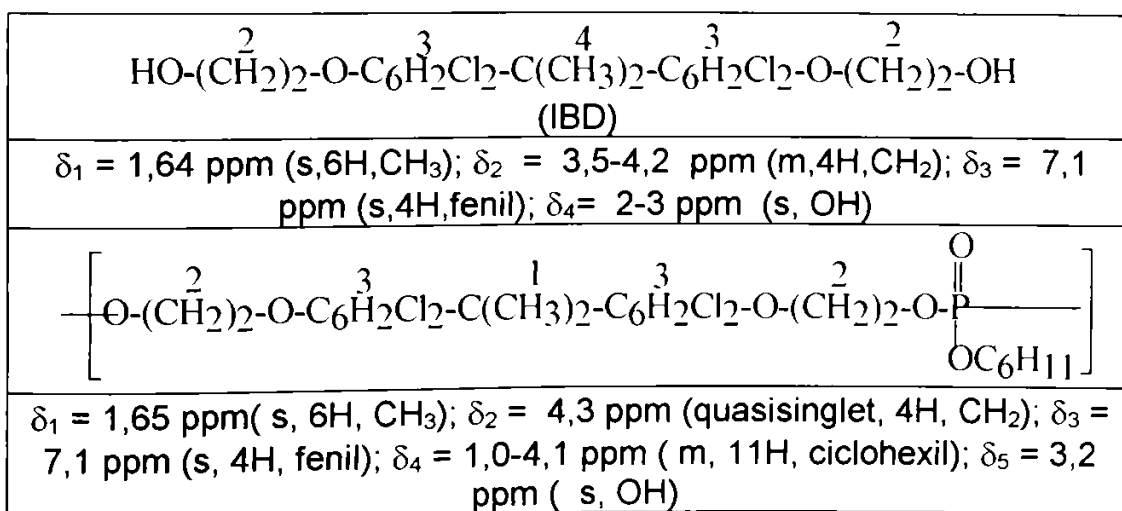 2 3 4 3 2
HO-(CH2)2-O-C6H2Cl2-C(CH3)2-C6H2Cl2-O-(CH2)2-OH
(IBD)
δ1 = 1,64 ppm (s,6H,CH3); δ2 = 3,5-4,2 ppm (m,4H,CH2); δ3 = 7,1
ppm (s,4H,fenil); δ4= 2-3 ppm (s, OH)
O
2 3 1 3 2
O-(CH2)2-O-C6H2Cl2-C(CH3)2-C6H2Cl2-O-(CH2)2-O-P
OC6H11
δ1 = 1,65 ppm( s, 6H, CH3); δ2 = 4,3 ppm (quasisinglet, 4H, CH2); δ3 =
7,1 ppm (s, 4H, fenil); δ4 = 1,0-4,1 ppm ( m, 11H, ciclohexil); δ5 = 3,2
ppm ( s, OH)